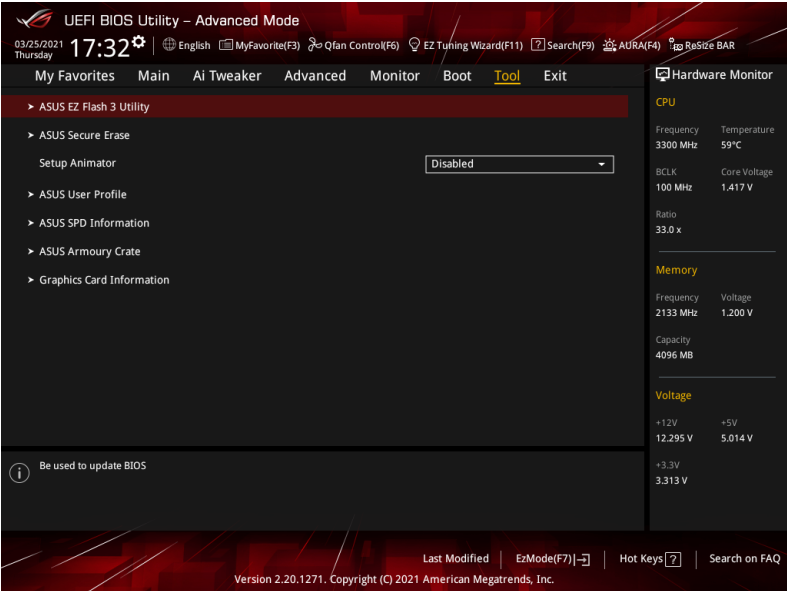 UEFI BIOS Utility – Advanced Mode
03/25/2021 Thursday 17:32 English MyFavorite(F3) Qfan Control(F6) EZ Tuning Wizard(F11) ? Search(F9) AURA(F4) ReSize BAR
My Favorites Main Ai Tweaker Advanced Monitor Boot Tool Exit
Hardware Monitor
> ASUS EZ Flash 3 Utility
> ASUS Secure Erase
Setup Animator Disabled
> ASUS User Profile
> ASUS SPD Information
> ASUS Armoury Crate
> Graphics Card Information
CPU
Frequency Temperature
3300 MHz 59°C
BCLK Core Voltage
100 MHz 1.417 V
Ratio
33.0 x
Memory
Frequency Voltage
2133 MHz 1.200 V
Capacity
4096 MB
Voltage
+12V +5V
12.295 V 5.014 V
+3.3V
3.313 V
i Be used to update BIOS
Last Modified EzMode(F7) Hot Keys ? Search on FAQ
Version 2.20.1271. Copyright (C) 2021 American Megatrends, Inc.